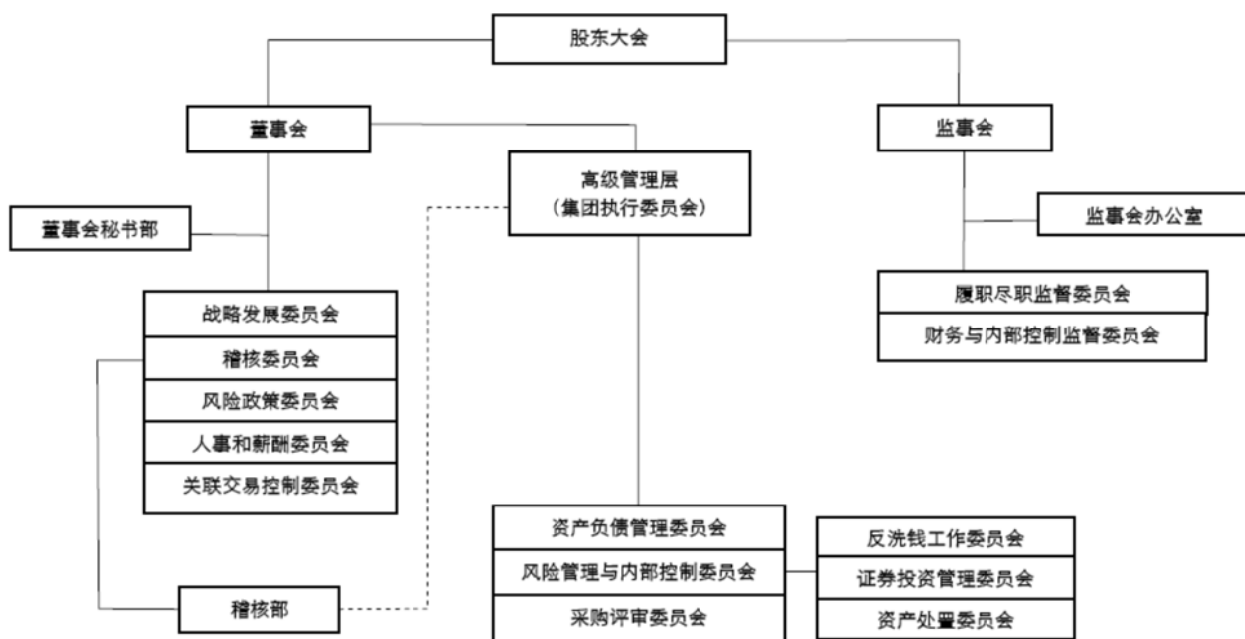 股东大会
董事会
监事会
高级管理层
（集团执行委员会）
董事会秘书部
监事会办公室
战略发展委员会
稽核委员会
风险政策委员会
人事和薪酬委员会
关联交易控制委员会
履职尽职监督委员会
财务与内部控制监督委员会
资产负债管理委员会
风险管理与内部控制委员会
采购评审委员会
反洗钱工作委员会
证券投资管理委员会
资产处置委员会
稽核部